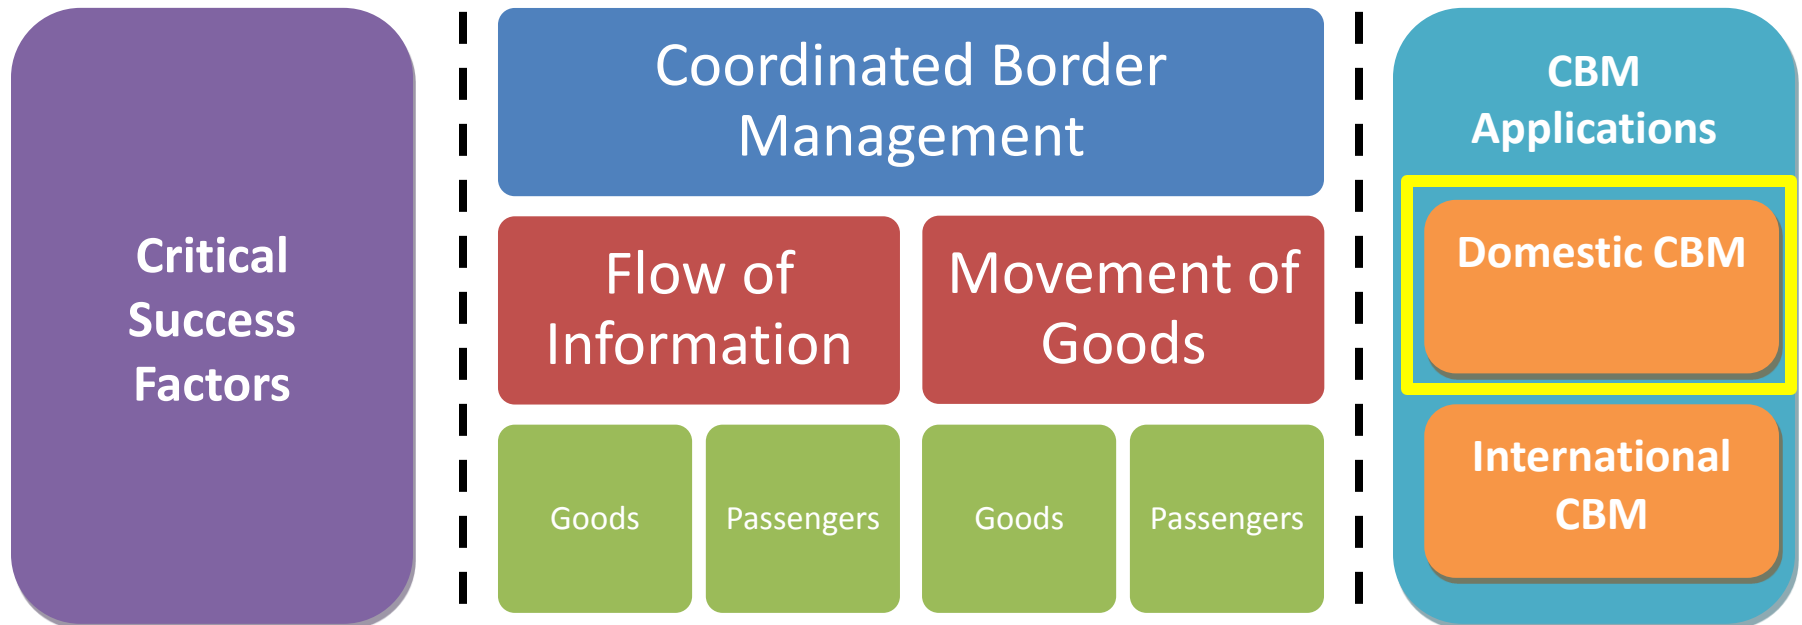 Critical
Success
Factors
Coordinated Border
Management
Flow of
Information
Movement of
Goods
Goods
Passengers
Goods
Passengers
CBM
Applications
Domestic CBM
International
CBM